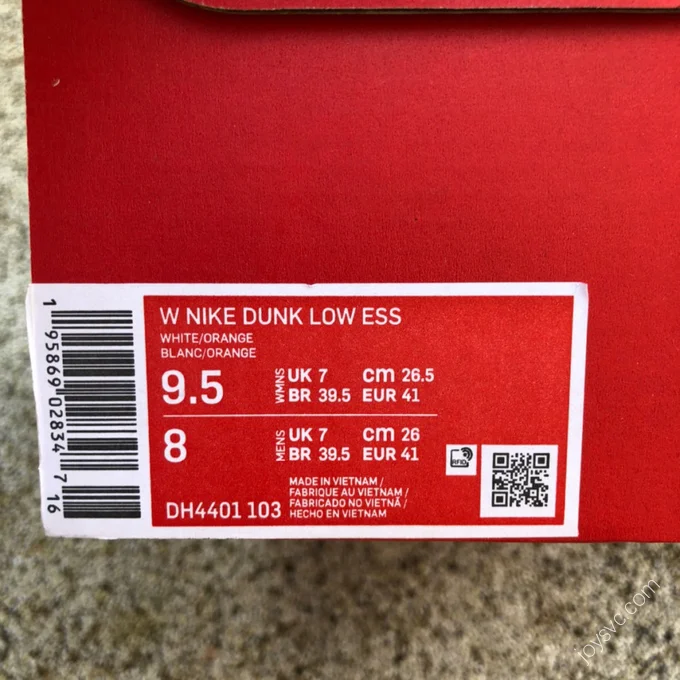 W NIKE DUNK LOW ESS
WHITE/ORANGE
BLANC/ORANGE
9.5 WMNS UK 7 cm 26.5
BR 39.5 EUR 41
8 MENS UK 7 cm 26
BR 39.5 EUR 41
RFID
MADE IN VIETNAM /
FABRIQUE AU VIETNAM /
FABRICADO NO VIETNÃ /
HECHO EN VIETNAM
DH4401 103
1 95869 02834 7 16
joysvc.com